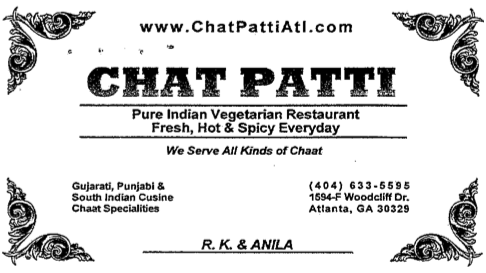 www.ChatPattiAtl.com
CHAT PATTI
Pure Indian Vegetarian Restaurant
Fresh, Hot & Spicy Everyday
We Serve All Kinds of Chaat
Gujarati, Punjabi &
South Indian Cusine
Chaat Specialities
(404) 633-5595
1594-F Woodcliff Dr.
Atlanta, GA 30329
R. K. & ANILA